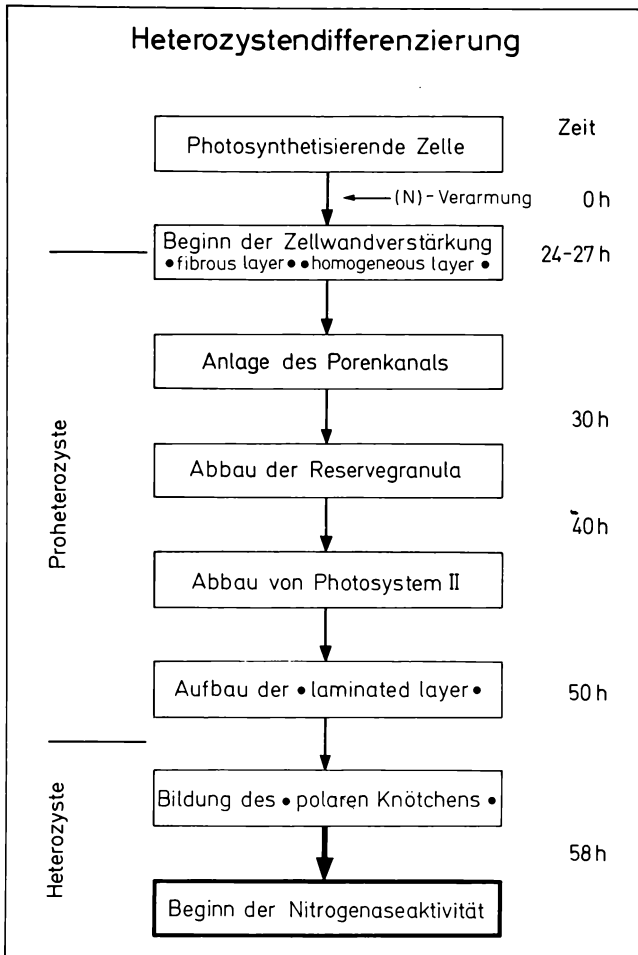 Heterozystendifferenzierung
Zeit
Photosynthetisierende Zelle
(N)-Verarmung
0 h
Beginn der Zellwandverstärkung
• fibrous layer • • homogeneous layer •
24-27 h
Anlage des Porenkanals
30 h
Abbau der Reservegranula
40 h
Abbau von Photosystem II
Aufbau der • laminated layer •
50 h
Proheterozyste
Bildung des • polaren Knötchens •
58 h
Beginn der Nitrogenaseaktivität
Heterozyste